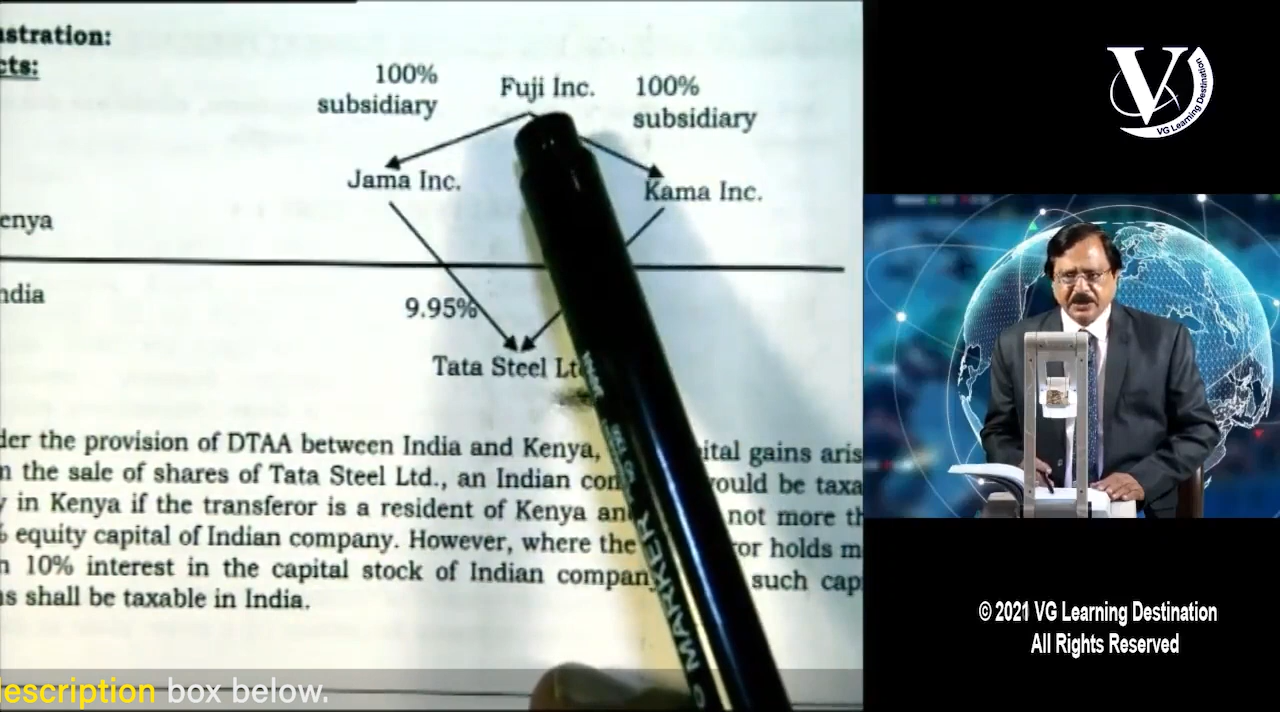 stration:
cts:
100%
subsidiary
Fuji Inc.
100%
subsidiary
Jama Inc.
Kama Inc.
enya
ndia
9.95%
Tata Steel Lt
der the provision of DTAA between India and Kenya, ital gains aris
n the sale of shares of Tata Steel Ltd., an Indian con ould be taxa
y in Kenya if the transferor is a resident of Kenya an not more th
% equity capital of Indian company. However, where the or holds m
n 10% interest in the capital stock of Indian compan such cap
ns shall be taxable in India.
MARKER
escription box below.
V
VG Learning Destination
© 2021 VG Learning Destination
All Rights Reserved